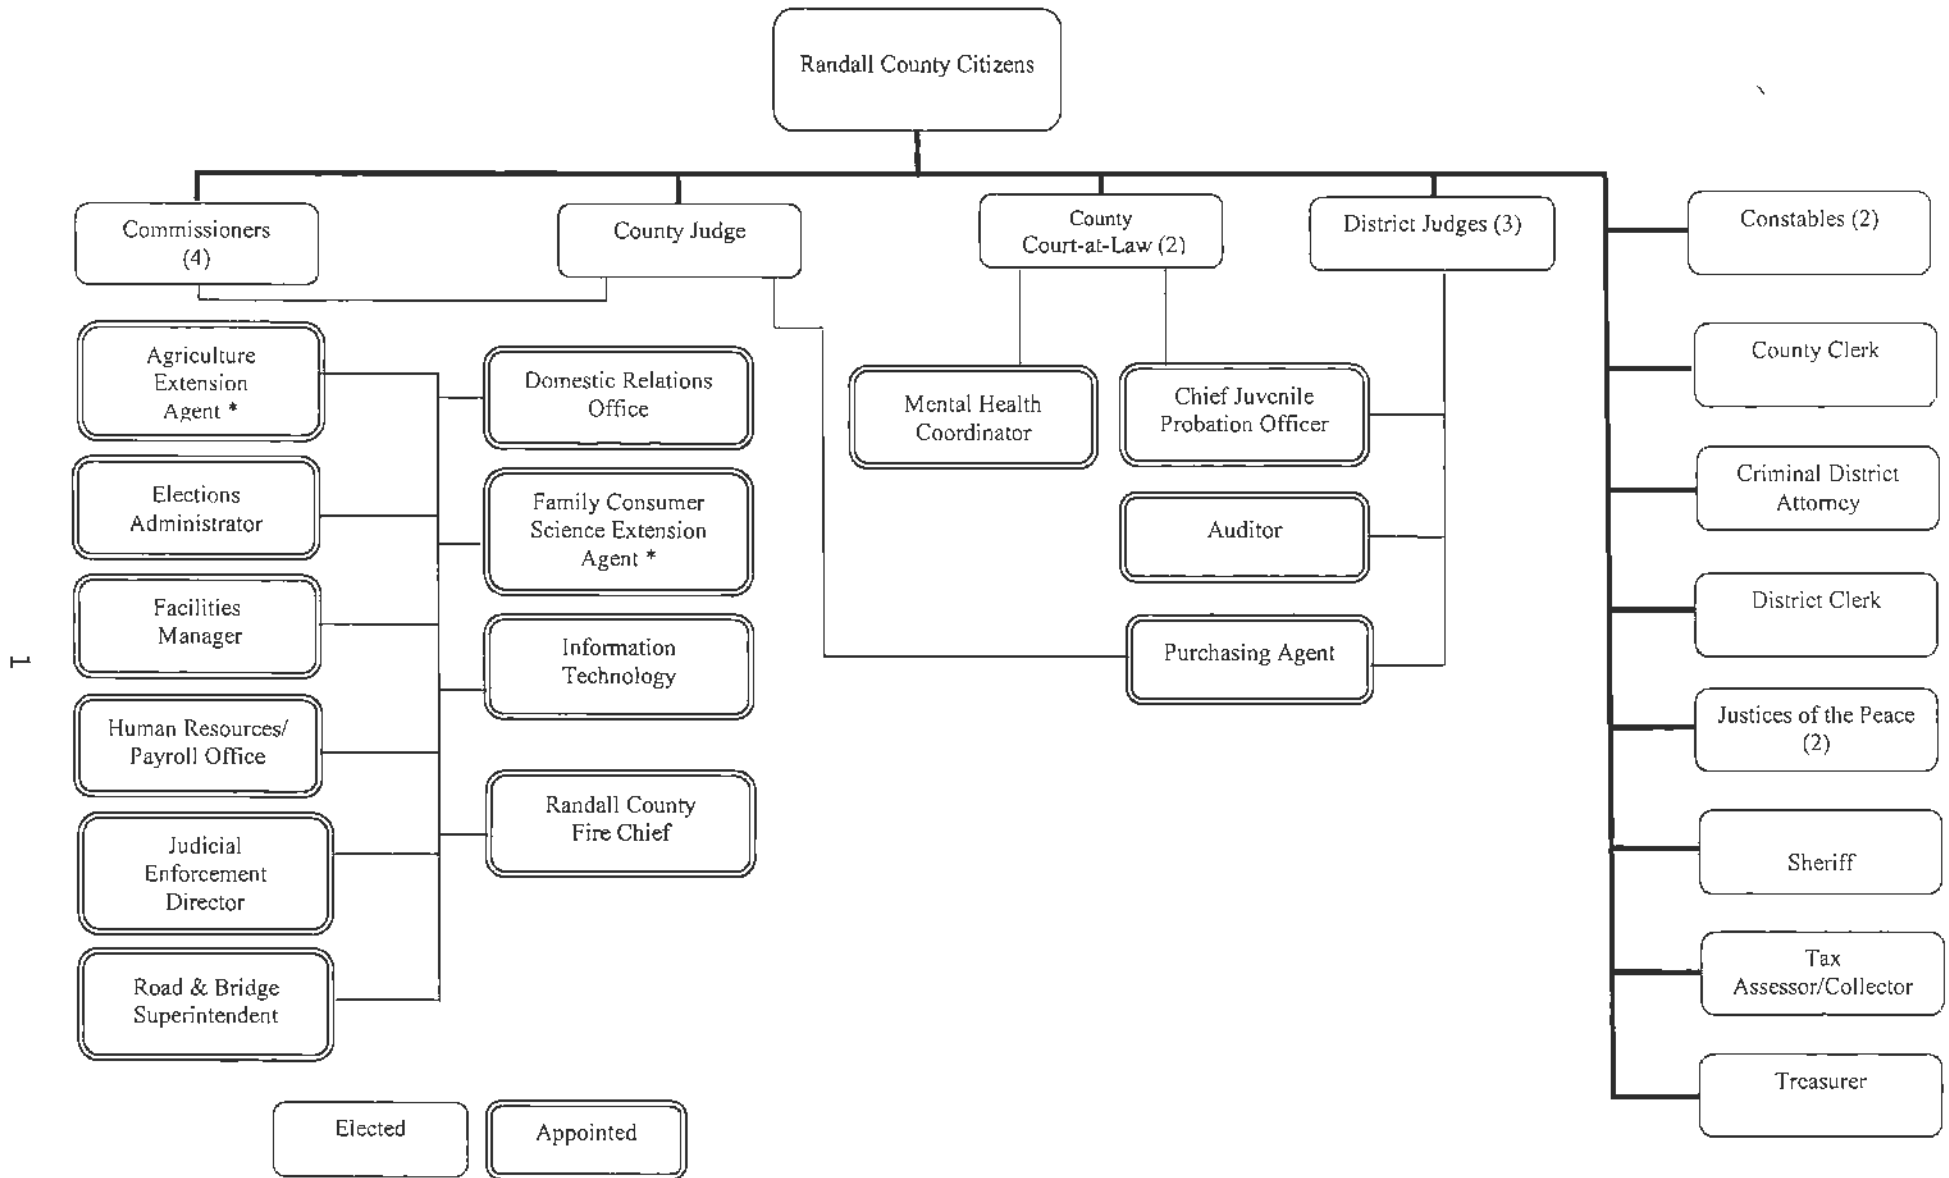 Randall County Citizens
Commissioners
(4)
County Judge
County
Court-at-Law (2)
District Judges (3)
Constables (2)
County Clerk
Criminal District
Attorney
District Clerk
Justices of the Peace
(2)
Sheriff
Tax
Assessor/Collector
Treasurer
Agriculture
Extension
Agent *
Elections
Administrator
Facilities
Manager
Human Resources/
Payroll Office
Judicial
Enforcement
Director
Road & Bridge
Superintendent
Domestic Relations
Office
Family Consumer
Science Extension
Agent *
Information
Technology
Randall County
Fire Chief
Mental Health
Coordinator
Chief Juvenile
Probation Officer
Auditor
Purchasing Agent
Elected
Appointed
1